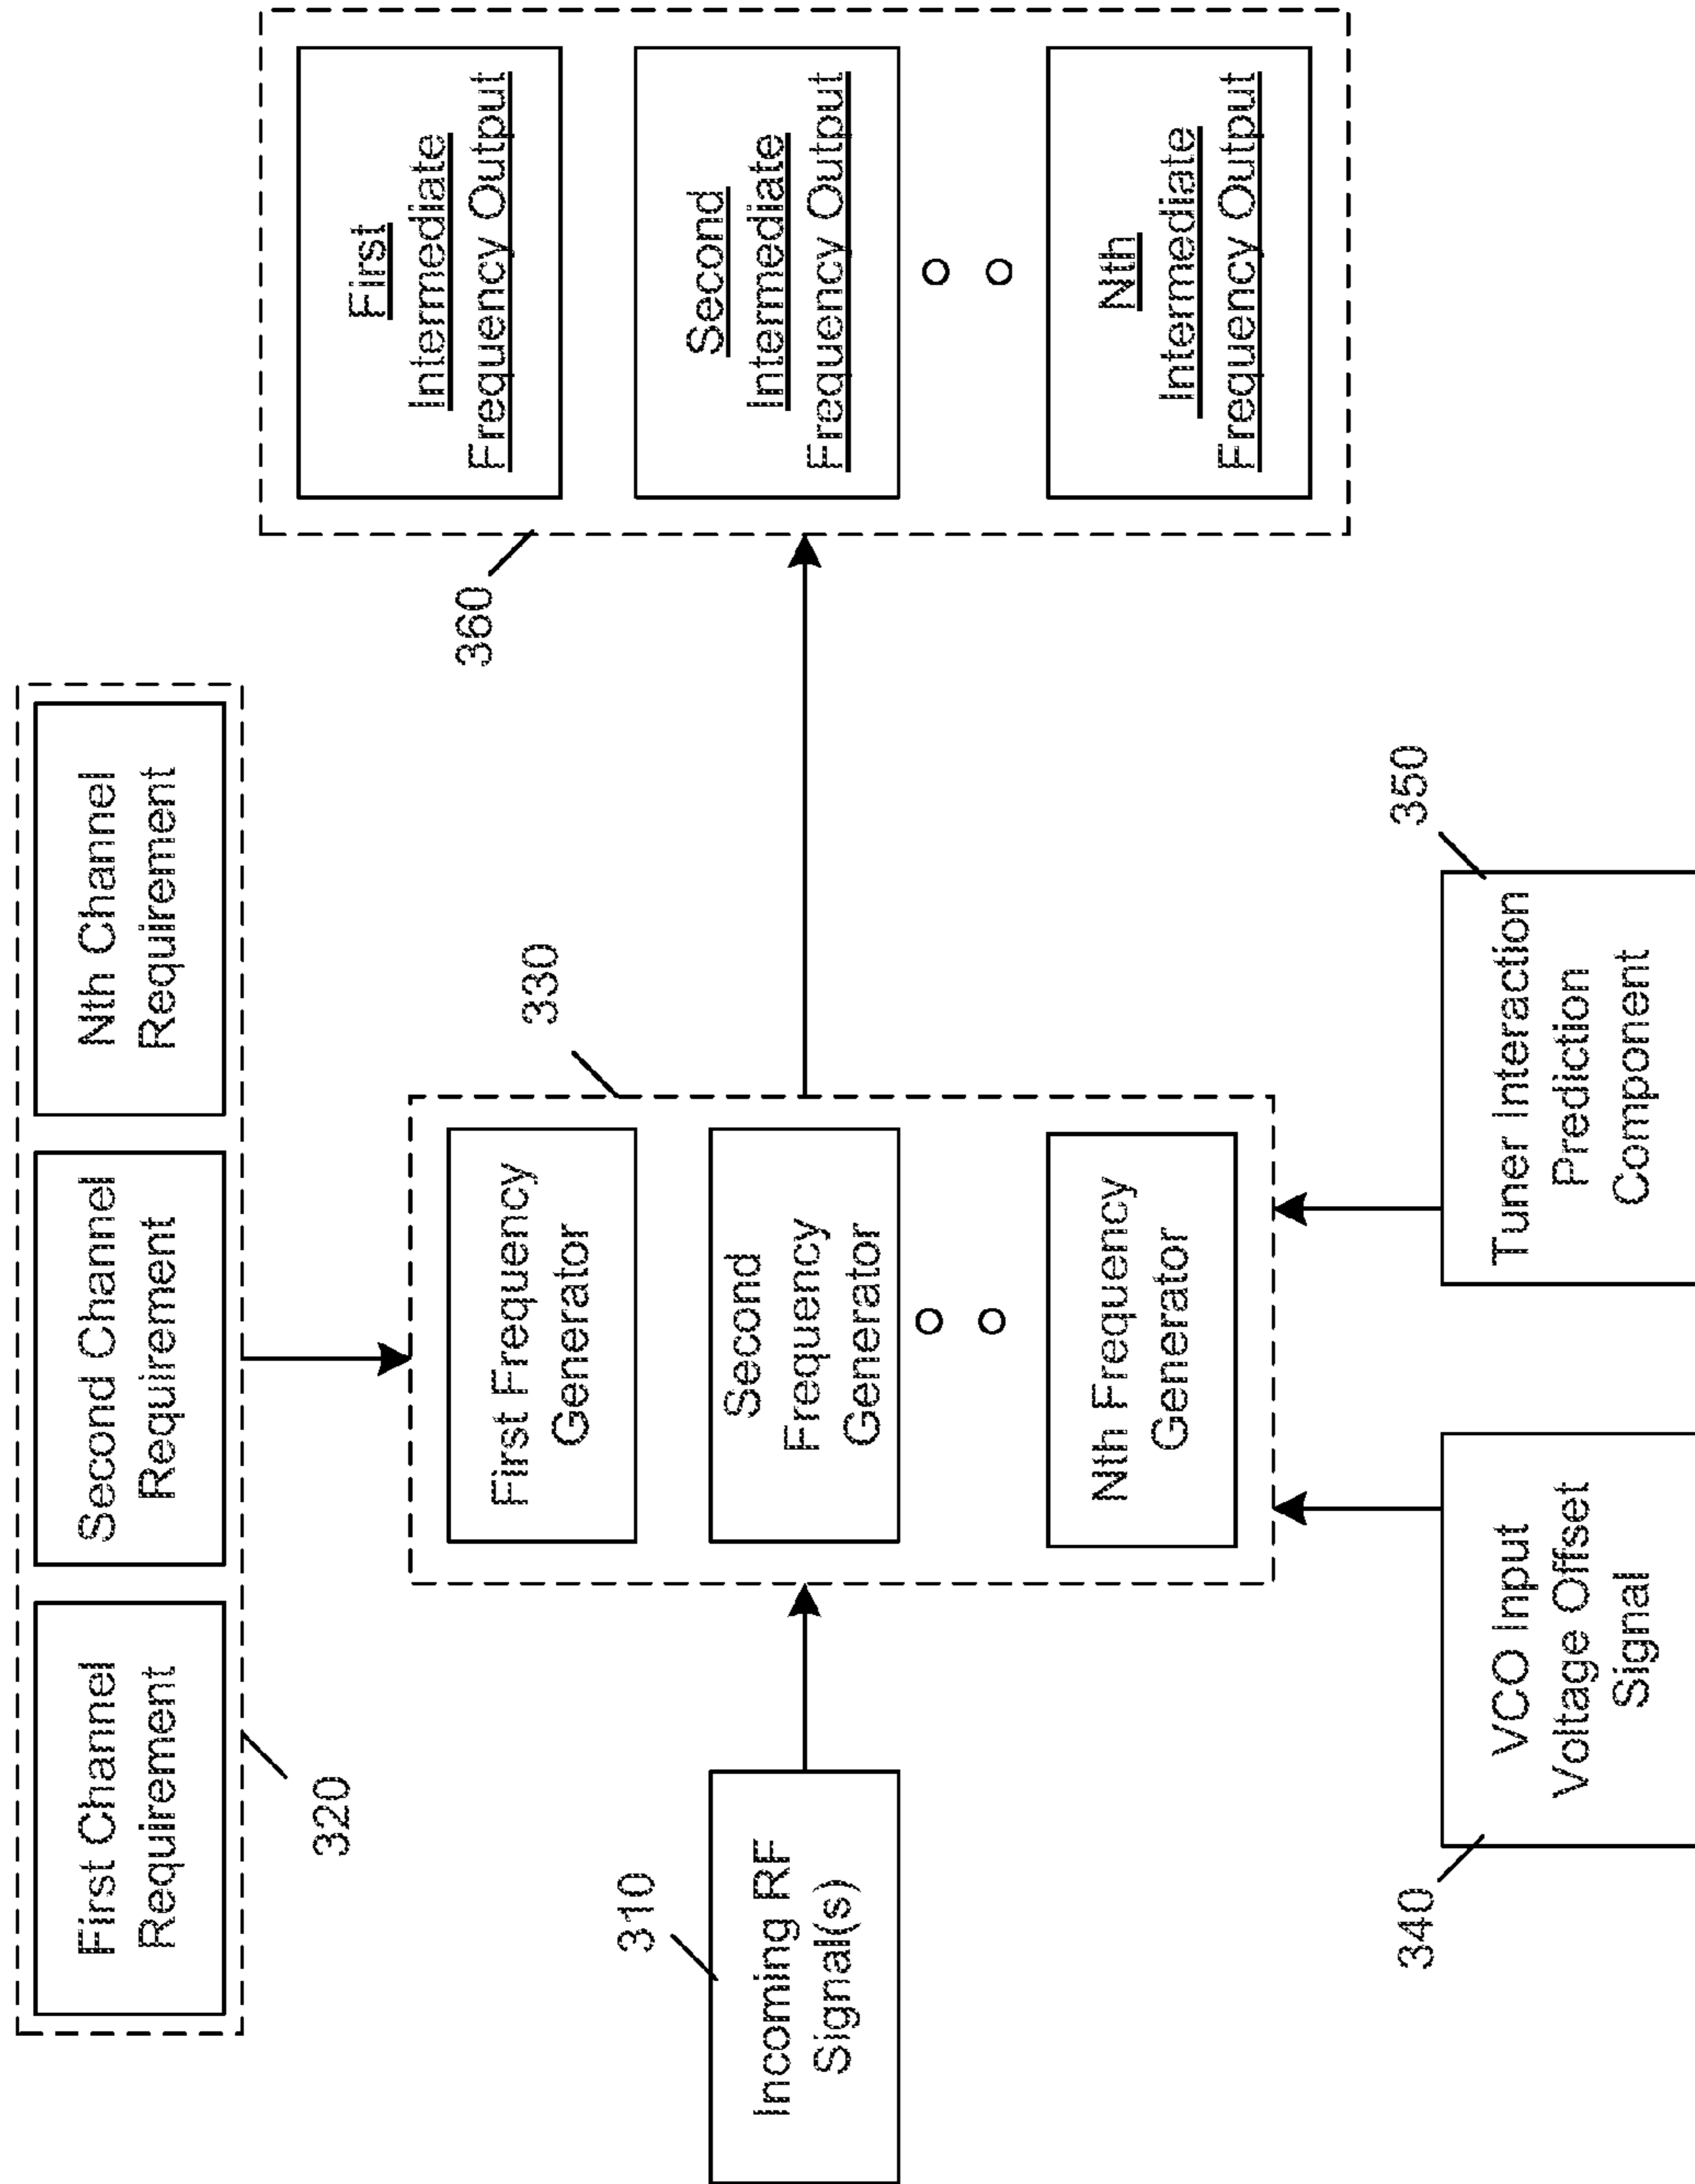 First Channel
Requirement
Second Channel
Requirement
Nth Channel
Requirement
320
330
360
310
Incoming RF
Signal(s)
First Frequency
Generator
Second
Frequency
Generator
Nth Frequency
Generator
First
Intermediate
Frequency Output
Second
Intermediate
Frequency Output
Nth
Intermediate
Frequency Output
340
VCO Input
Voltage Offset
Signal
350
Tuner Interaction
Prediction
Component